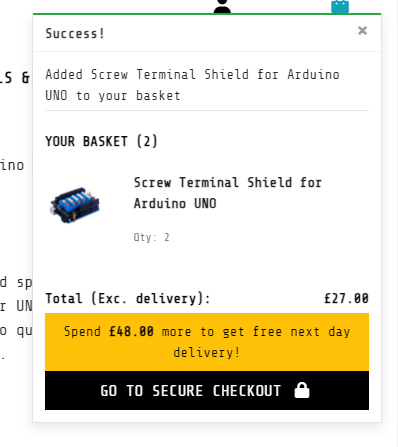 Success!
×
LS &
Added Screw Terminal Shield for Arduino
UNO to your basket
YOUR BASKET (2)
ino
Screw Terminal Shield for
Arduino UNO
Qty: 2
d sp
Total (Exc. delivery): £27.00
r UN
Spend £48.00 more to get free next day
o qu
delivery!
.
GO TO SECURE CHECKOUT